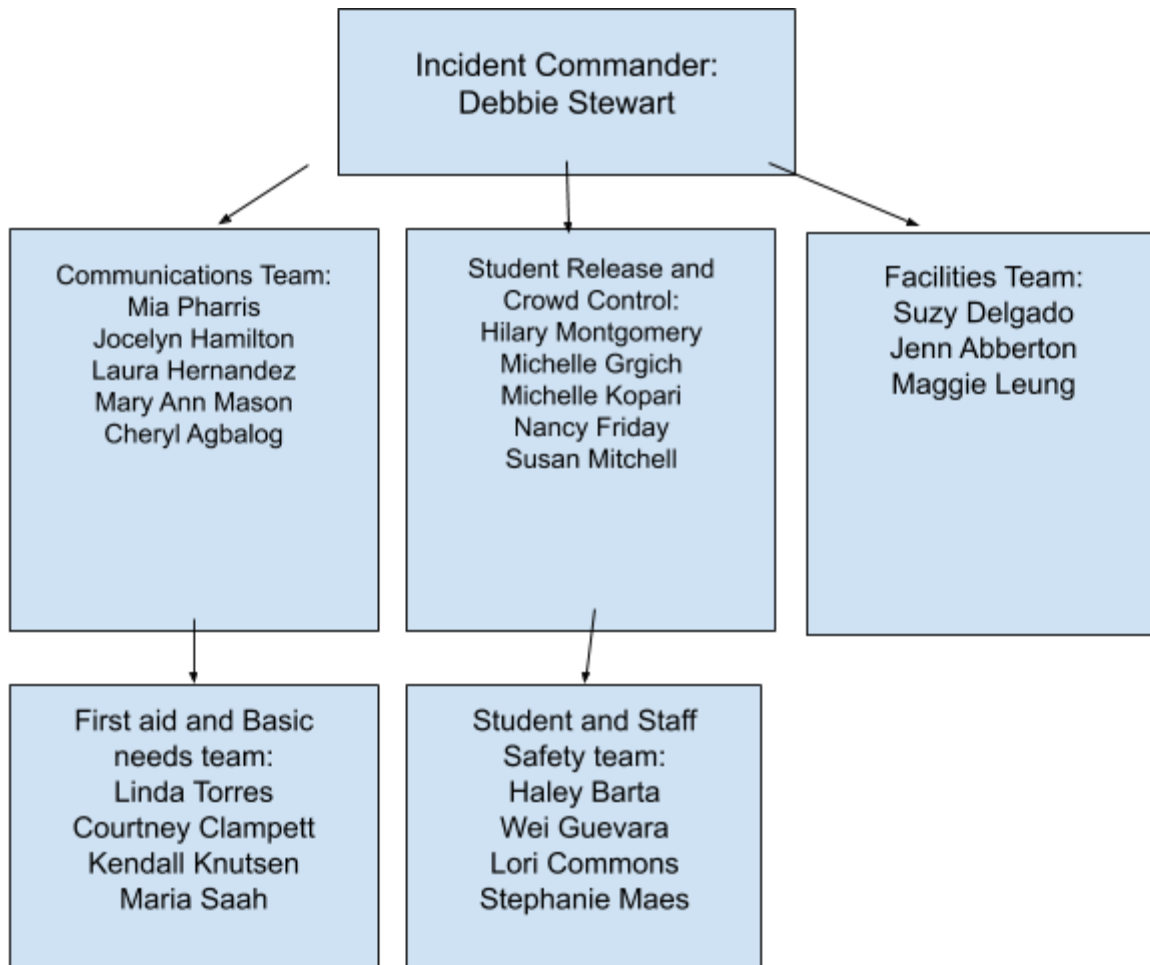 Incident Commander:
Debbie Stewart
Communications Team:
Mia Pharris
Jocelyn Hamilton
Laura Hernandez
Mary Ann Mason
Cheryl Agbalog
Student Release and
Crowd Control:
Hilary Montgomery
Michelle Grgich
Michelle Kopari
Nancy Friday
Susan Mitchell
Facilities Team:
Suzy Delgado
Jenn Abberton
Maggie Leung
First aid and Basic
needs team:
Linda Torres
Courtney Clampett
Kendall Knutsen
Maria Saah
Student and Staff
Safety team:
Haley Barta
Wei Guevara
Lori Commons
Stephanie Maes